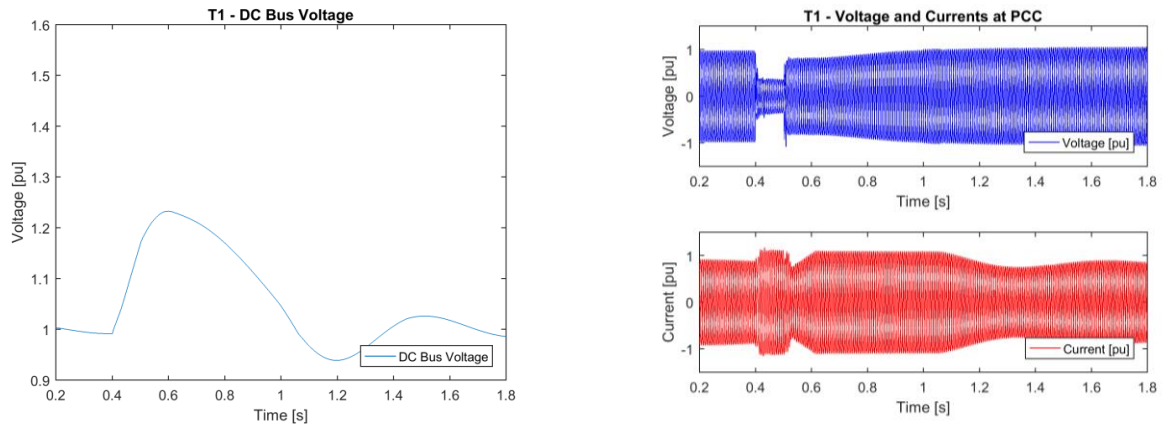 T1 - DC Bus Voltage
1.6
1.5
1.4
1.3
1.2
1.1
1
0.9
Voltage [pu]
DC Bus Voltage
0.2 0.4 0.6 0.8 1 1.2 1.4 1.6 1.8
Time [s]
T1 - Voltage and Currents at PCC
1
0
-1
Voltage [pu]
Voltage [pu]
0.2 0.4 0.6 0.8 1 1.2 1.4 1.6 1.8
Time [s]
1
0
-1
Current [pu]
Current [pu]
0.2 0.4 0.6 0.8 1 1.2 1.4 1.6 1.8
Time [s]